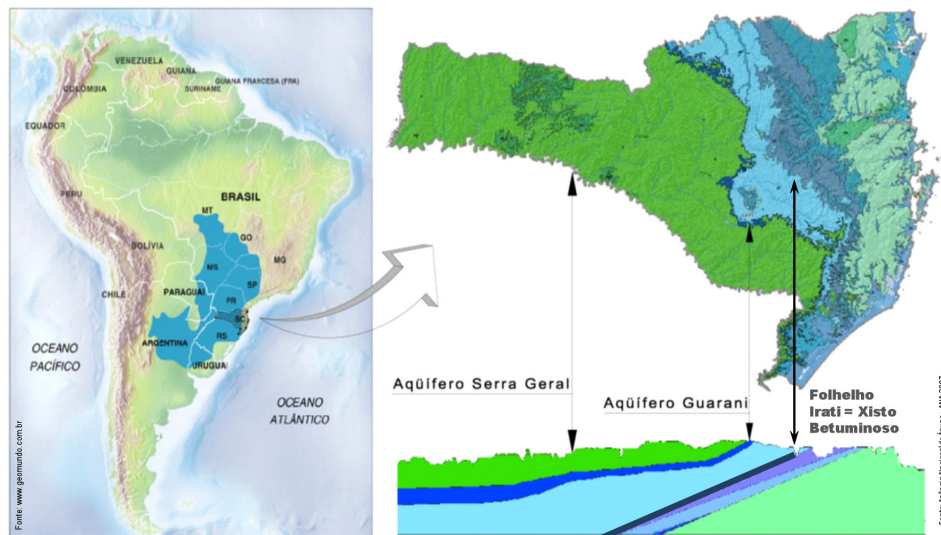 VENEZUELA
GUIANA
GUIANA FRANCESA (FRA)
SURINAME
COLÔMBIA
EQUADOR
PERU
BRASIL
MT
GO
BOLÍVIA
MG
MS
SP
CHILE
PARAGUAI
PR
SC
ARGENTINA
RS
URUGUAI
OCEANO
PACÍFICO
OCEANO
ATLÂNTICO
Fonte: www.geomundo.com.br
Aqüífero Serra Geral
Aqüífero Guarani
Folhelho
Irati = Xisto
Betuminoso